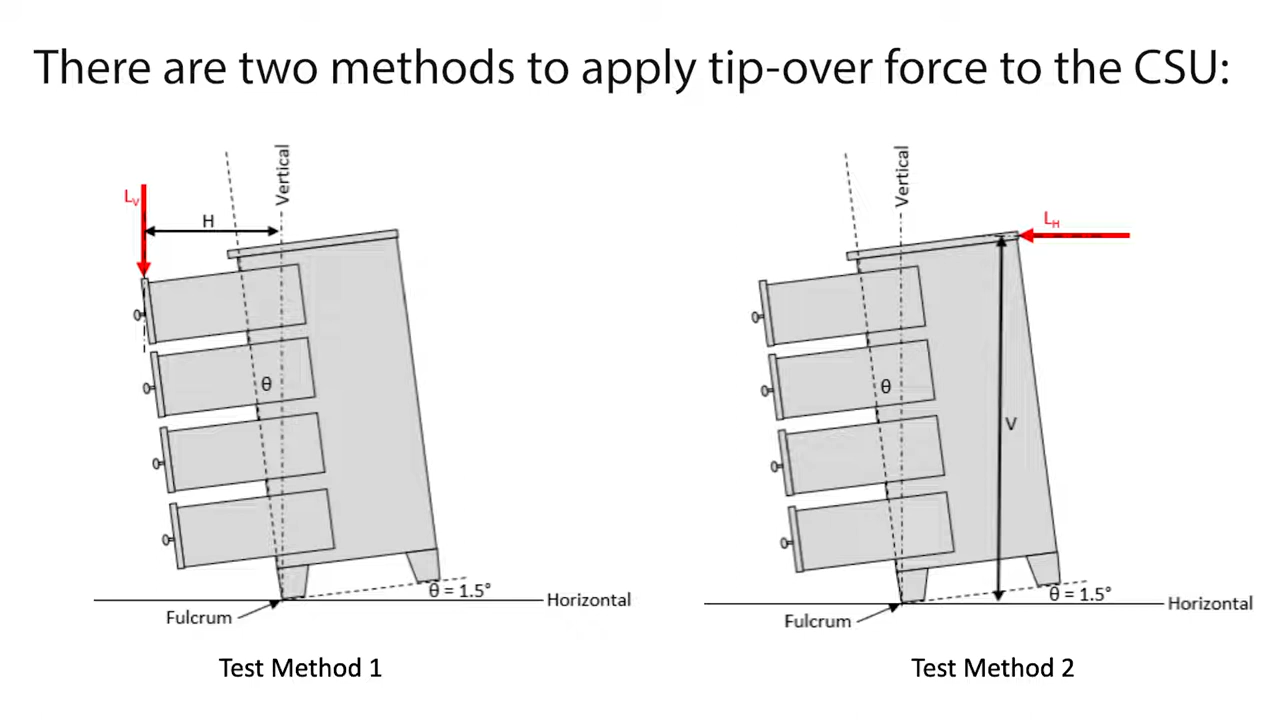 There are two methods to apply tip-over force to the CSU:
Vertical
LV
H
θ
θ = 1.5°
Horizontal
Fulcrum
Test Method 1
Vertical
LH
θ
V
θ = 1.5°
Horizontal
Fulcrum
Test Method 2